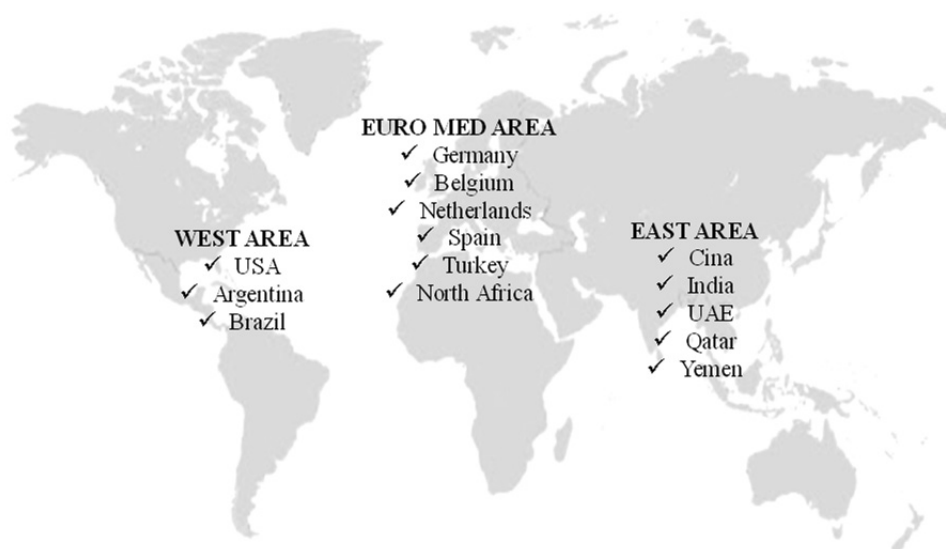 EURO MED AREA
✓ Germany
✓ Belgium
✓ Netherlands
✓ Spain
✓ Turkey
✓ North Africa
WEST AREA
✓ USA
✓ Argentina
✓ Brazil
EAST AREA
✓ Cina
✓ India
✓ UAE
✓ Qatar
✓ Yemen